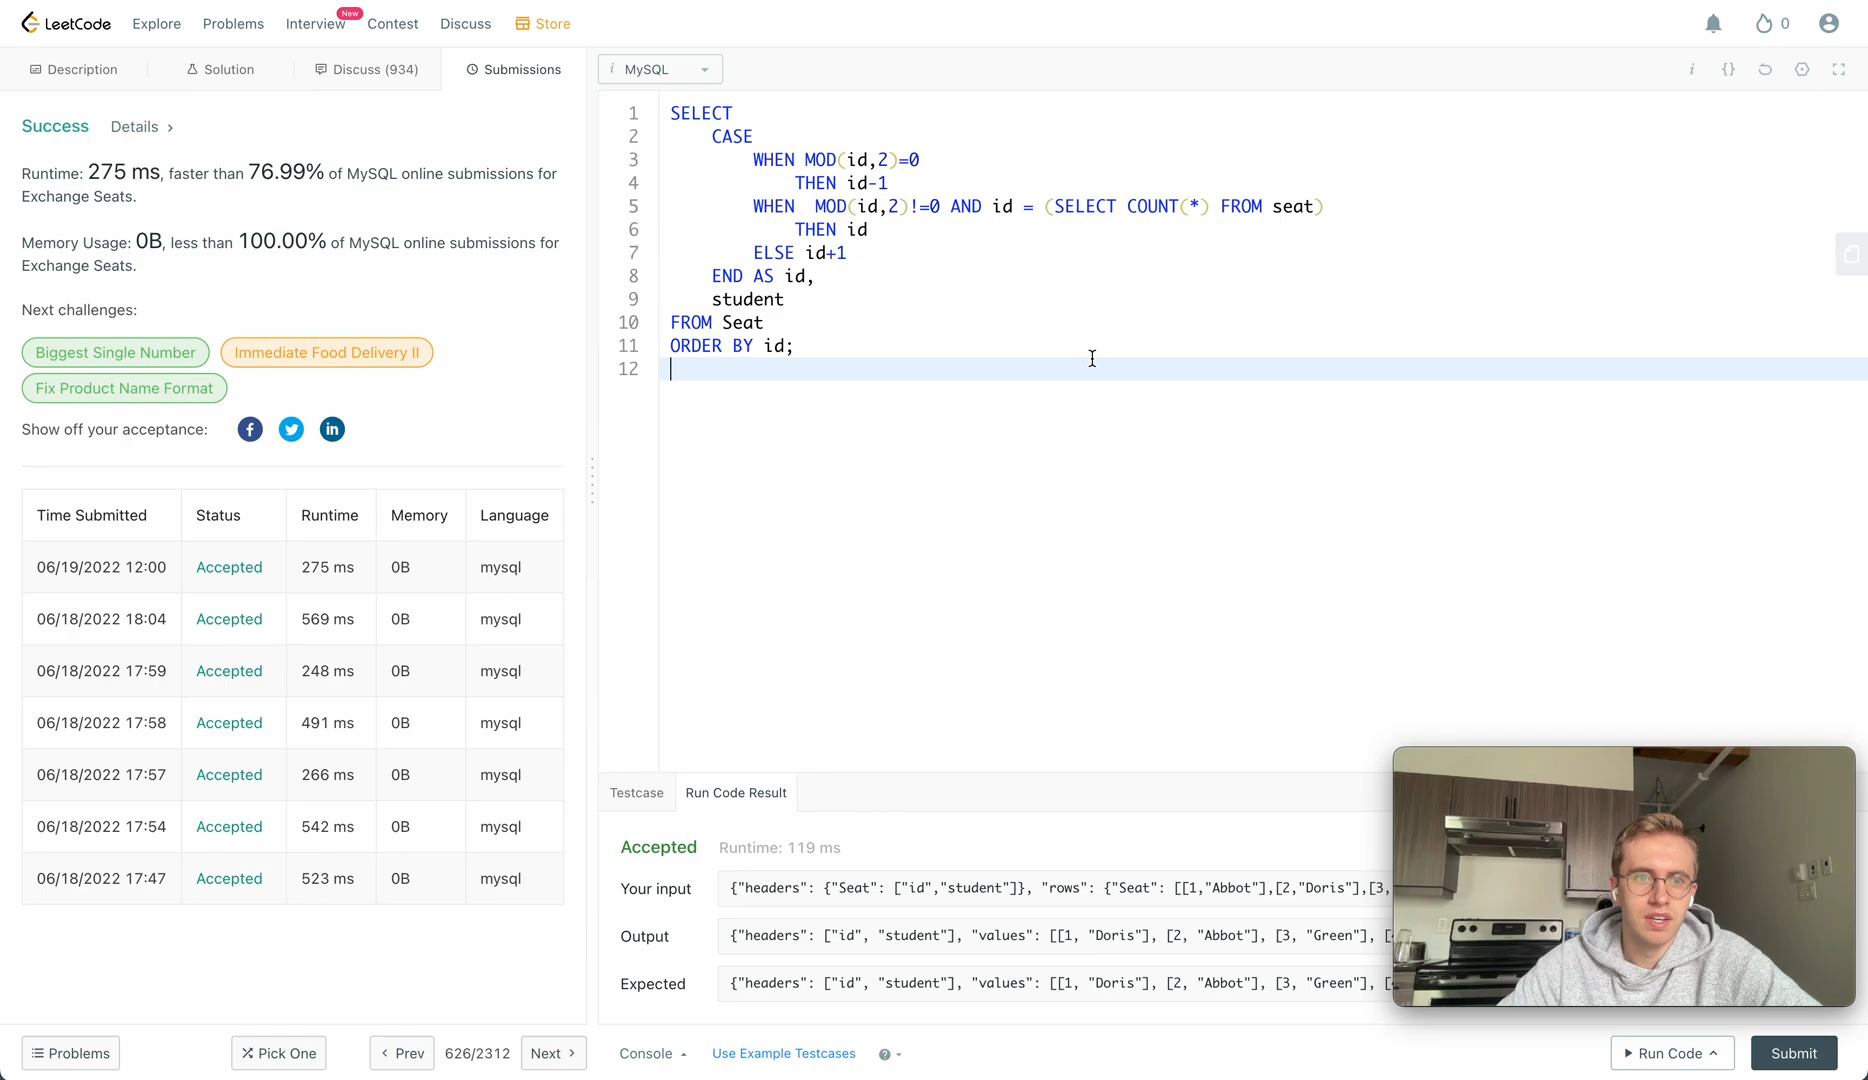 LeetCode Explore Problems Interview New Contest Discuss Store 0
Description Solution Discuss (934) Submissions
i MySQL
Success Details
Runtime: 275 ms, faster than 76.99% of MySQL online submissions for
Exchange Seats.
Memory Usage: 0B, less than 100.00% of MySQL online submissions for
Exchange Seats.
Next challenges:
Biggest Single Number Immediate Food Delivery II
Fix Product Name Format
Show off your acceptance:
Time Submitted Status Runtime Memory Language
06/19/2022 12:00 Accepted 275 ms 0B mysql
06/18/2022 18:04 Accepted 569 ms 0B mysql
06/18/2022 17:59 Accepted 248 ms 0B mysql
06/18/2022 17:58 Accepted 491 ms 0B mysql
06/18/2022 17:57 Accepted 266 ms 0B mysql
06/18/2022 17:54 Accepted 542 ms 0B mysql
06/18/2022 17:47 Accepted 523 ms 0B mysql
1 SELECT
2 CASE
3 WHEN MOD(id,2)=0
4 THEN id-1
5 WHEN  MOD(id,2)!=0 AND id = (SELECT COUNT(*) FROM seat)
6 THEN id
7 ELSE id+1
8 END AS id,
9 student
10 FROM Seat
11 ORDER BY id;
12
Testcase Run Code Result
Accepted Runtime: 119 ms
Your input {"headers": {"Seat": ["id","student"]}, "rows": {"Seat": [[1,"Abbot"],[2,"Doris"],[3,
Output {"headers": ["id", "student"], "values": [[1, "Doris"], [2, "Abbot"], [3, "Green"], [
Expected {"headers": ["id", "student"], "values": [[1, "Doris"], [2, "Abbot"], [3, "Green"], [
Problems Pick One Prev 626/2312 Next Console Use Example Testcases Run Code Submit